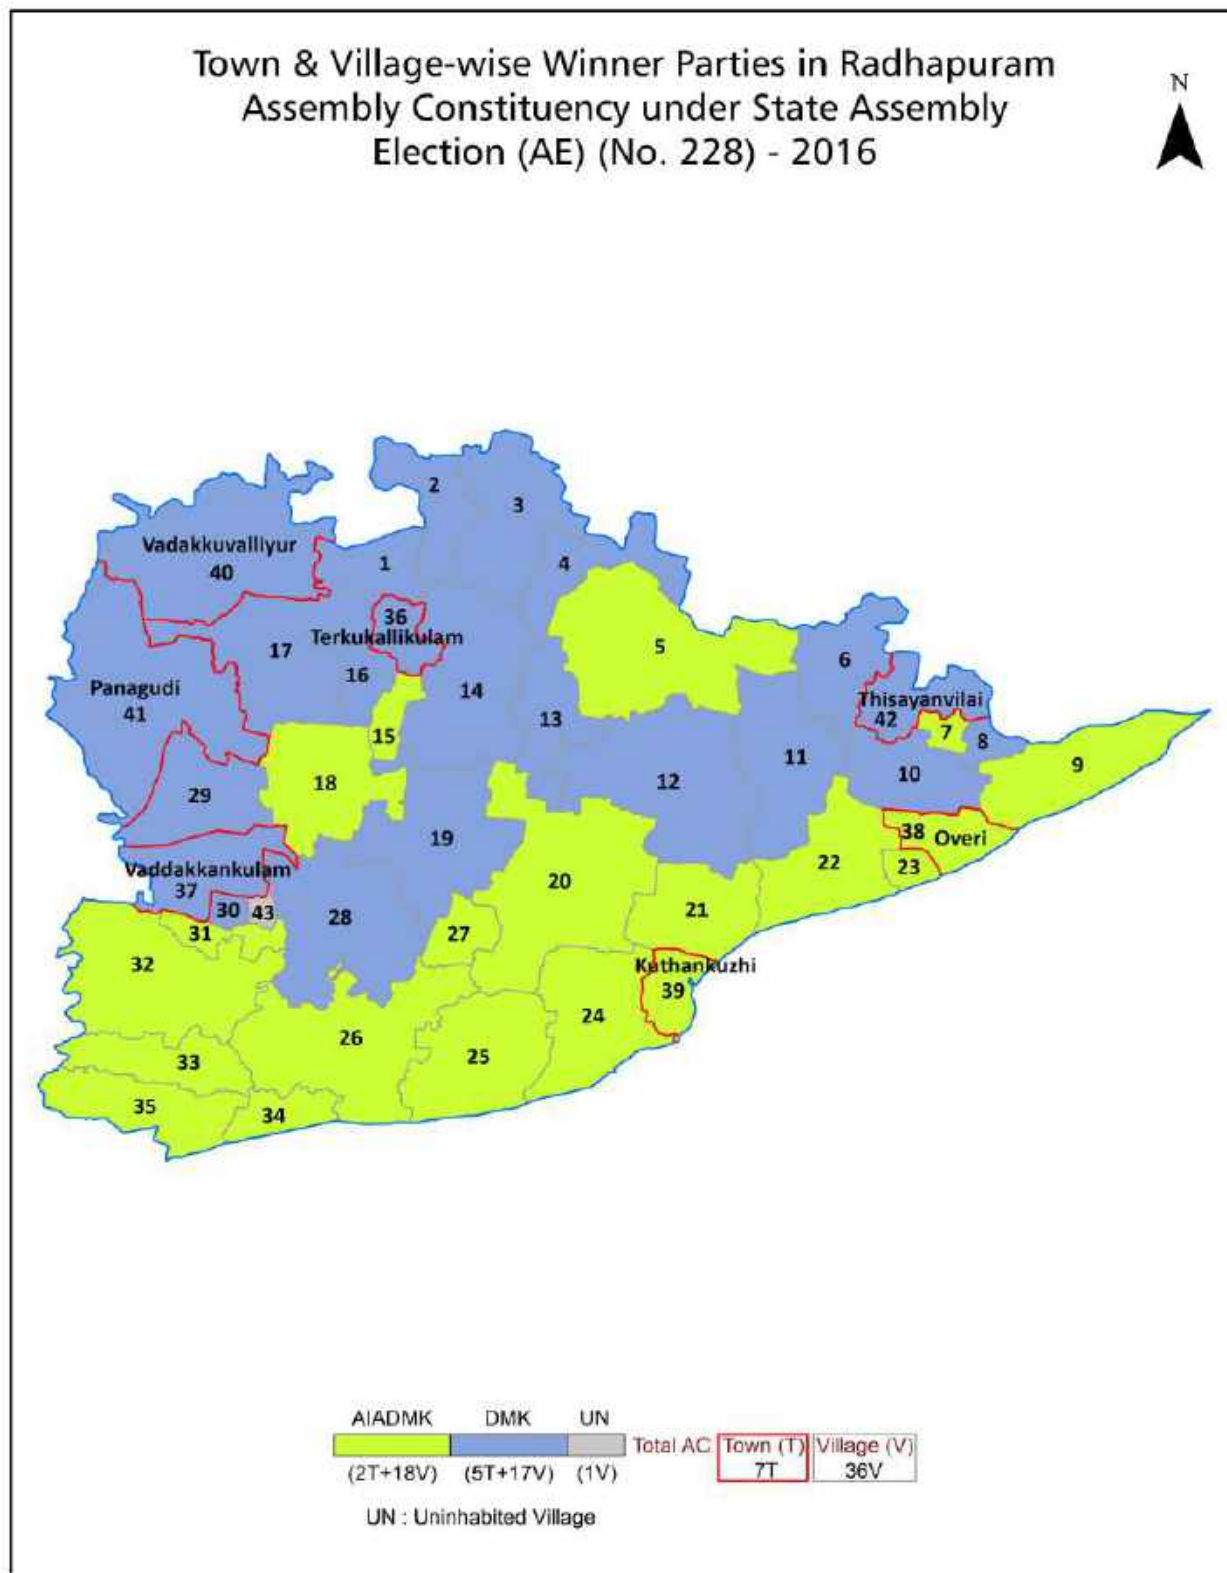 Town & Village-wise Winner Parties in Radhapuram
Assembly Constituency under State Assembly
Election (AE) (No. 228) - 2016
N
2
3
Vadakkuvalliyur
40
1
4
36
Terkukallikulam
17
16
5
6
Panagudi
41
14
13
Thisayanvilai
42
15
7
8
18
29
12
11
10
9
19
38
Overi
Vaddakkankulam
37
20
22
23
30
43
28
27
21
31
32
Kuthankuzhi
39
24
26
25
33
35
34
AIADMK DMK UN
Total AC Town (T) Village (V)
(2T+18V) (5T+17V) (1V) 7T 36V
UN : Uninhabited Village